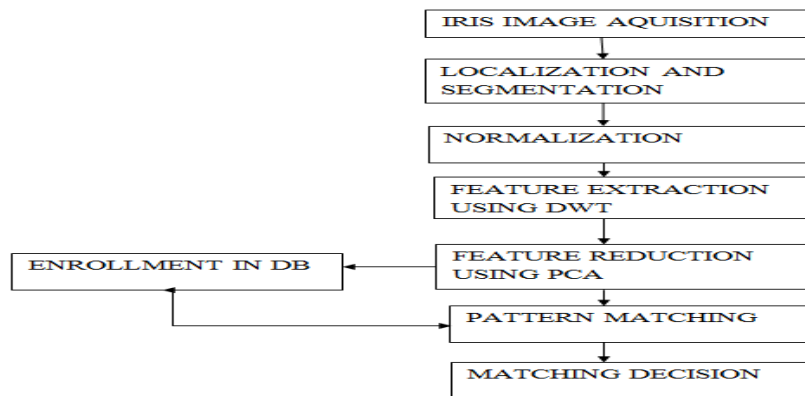 IRIS IMAGE AQUISITION
LOCALIZATION AND
SEGMENTATION
NORMALIZATION
FEATURE EXTRACTION
USING DWT
FEATURE REDUCTION
USING PCA
ENROLLMENT IN DB
PATTERN MATCHING
MATCHING DECISION